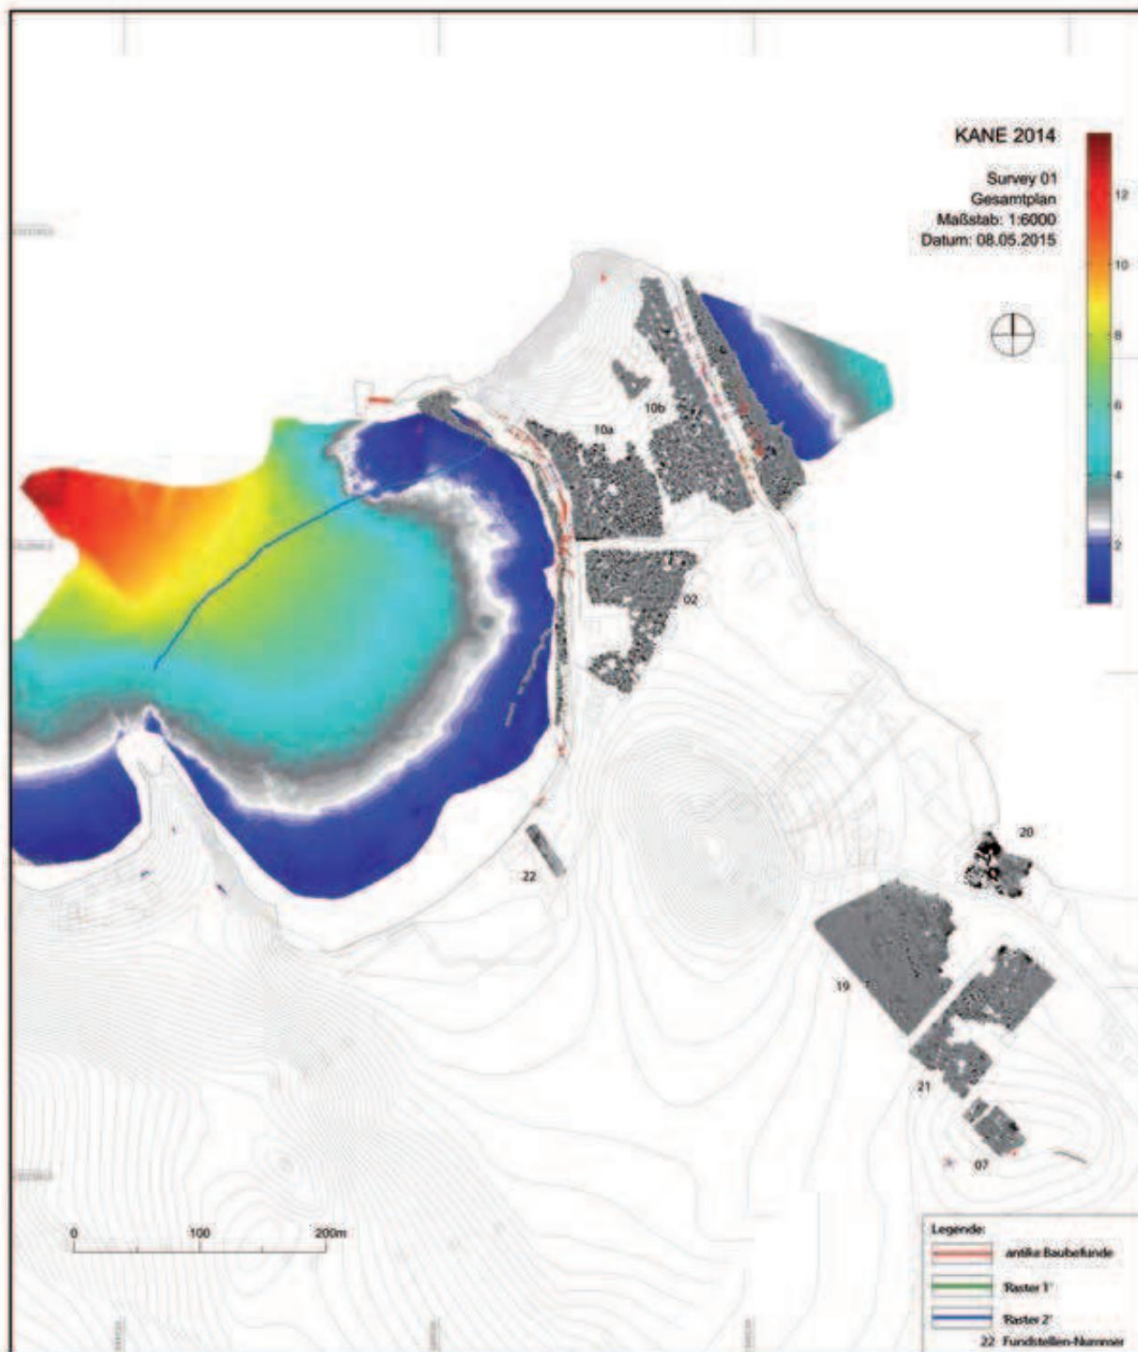 KANE 2014
Survey 01
Gesamtplan
Maßstab: 1:6000
Datum: 08.05.2015
12
10
8
6
4
2
10b
10a
02
20
22
19
21
07
0 100 200m
Legende:
antike Baubefunde
'Raster 1'
'Raster 2'
22 Fundstellen-Nummer